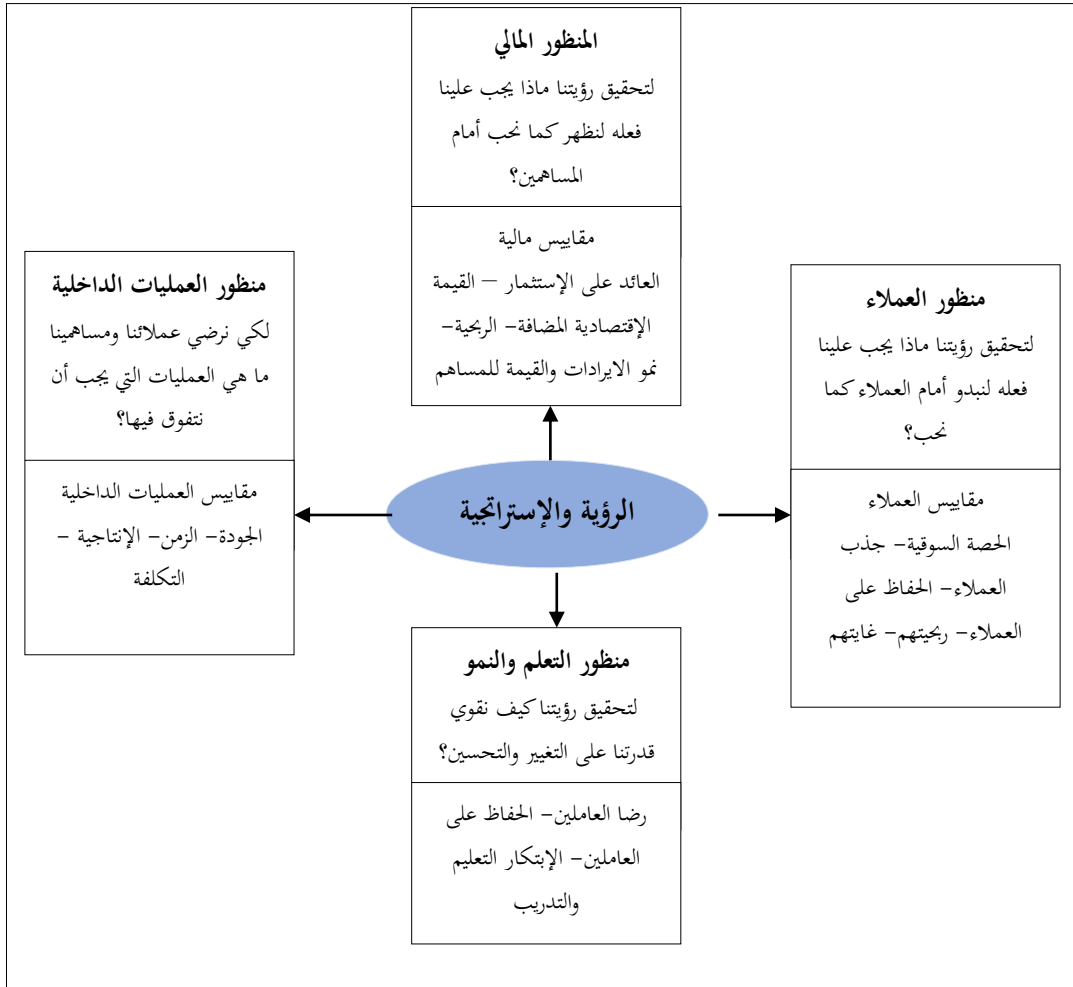 المنظور المالي
لتحقيق رؤيتنا ماذا يجب علينا
فعله لنظهر كما نحب أمام
المساهمين؟
مقاييس مالية
العائد على الإستثمار – القيمة
الإقتصادية المضافة– الربحية–
نمو الايرادات والقيمة للمساهم
منظور العملاء
لتحقيق رؤيتنا ماذا يجب علينا
فعله لنبدو أمام العملاء كما
نحب؟
مقاييس العملاء
الحصة السوقية– جذب
العملاء– الحفاظ على
العملاء– ربحيتهم– غايتهم
الرؤية والإستراتجية
منظور العمليات الداخلية
لكي نرضي عملائنا ومساهمينا
ما هي العمليات التي يجب أن
نتفوق فيها؟
مقاييس العمليات الداخلية
الجودة– الزمن– الإنتاجية –
التكلفة
منظور التعلم والنمو
لتحقيق رؤيتنا كيف نقوي
قدرتنا على التغيير والتحسين؟
رضا العاملين– الحفاظ على
العاملين– الإبتكار التعليم
والتدريب